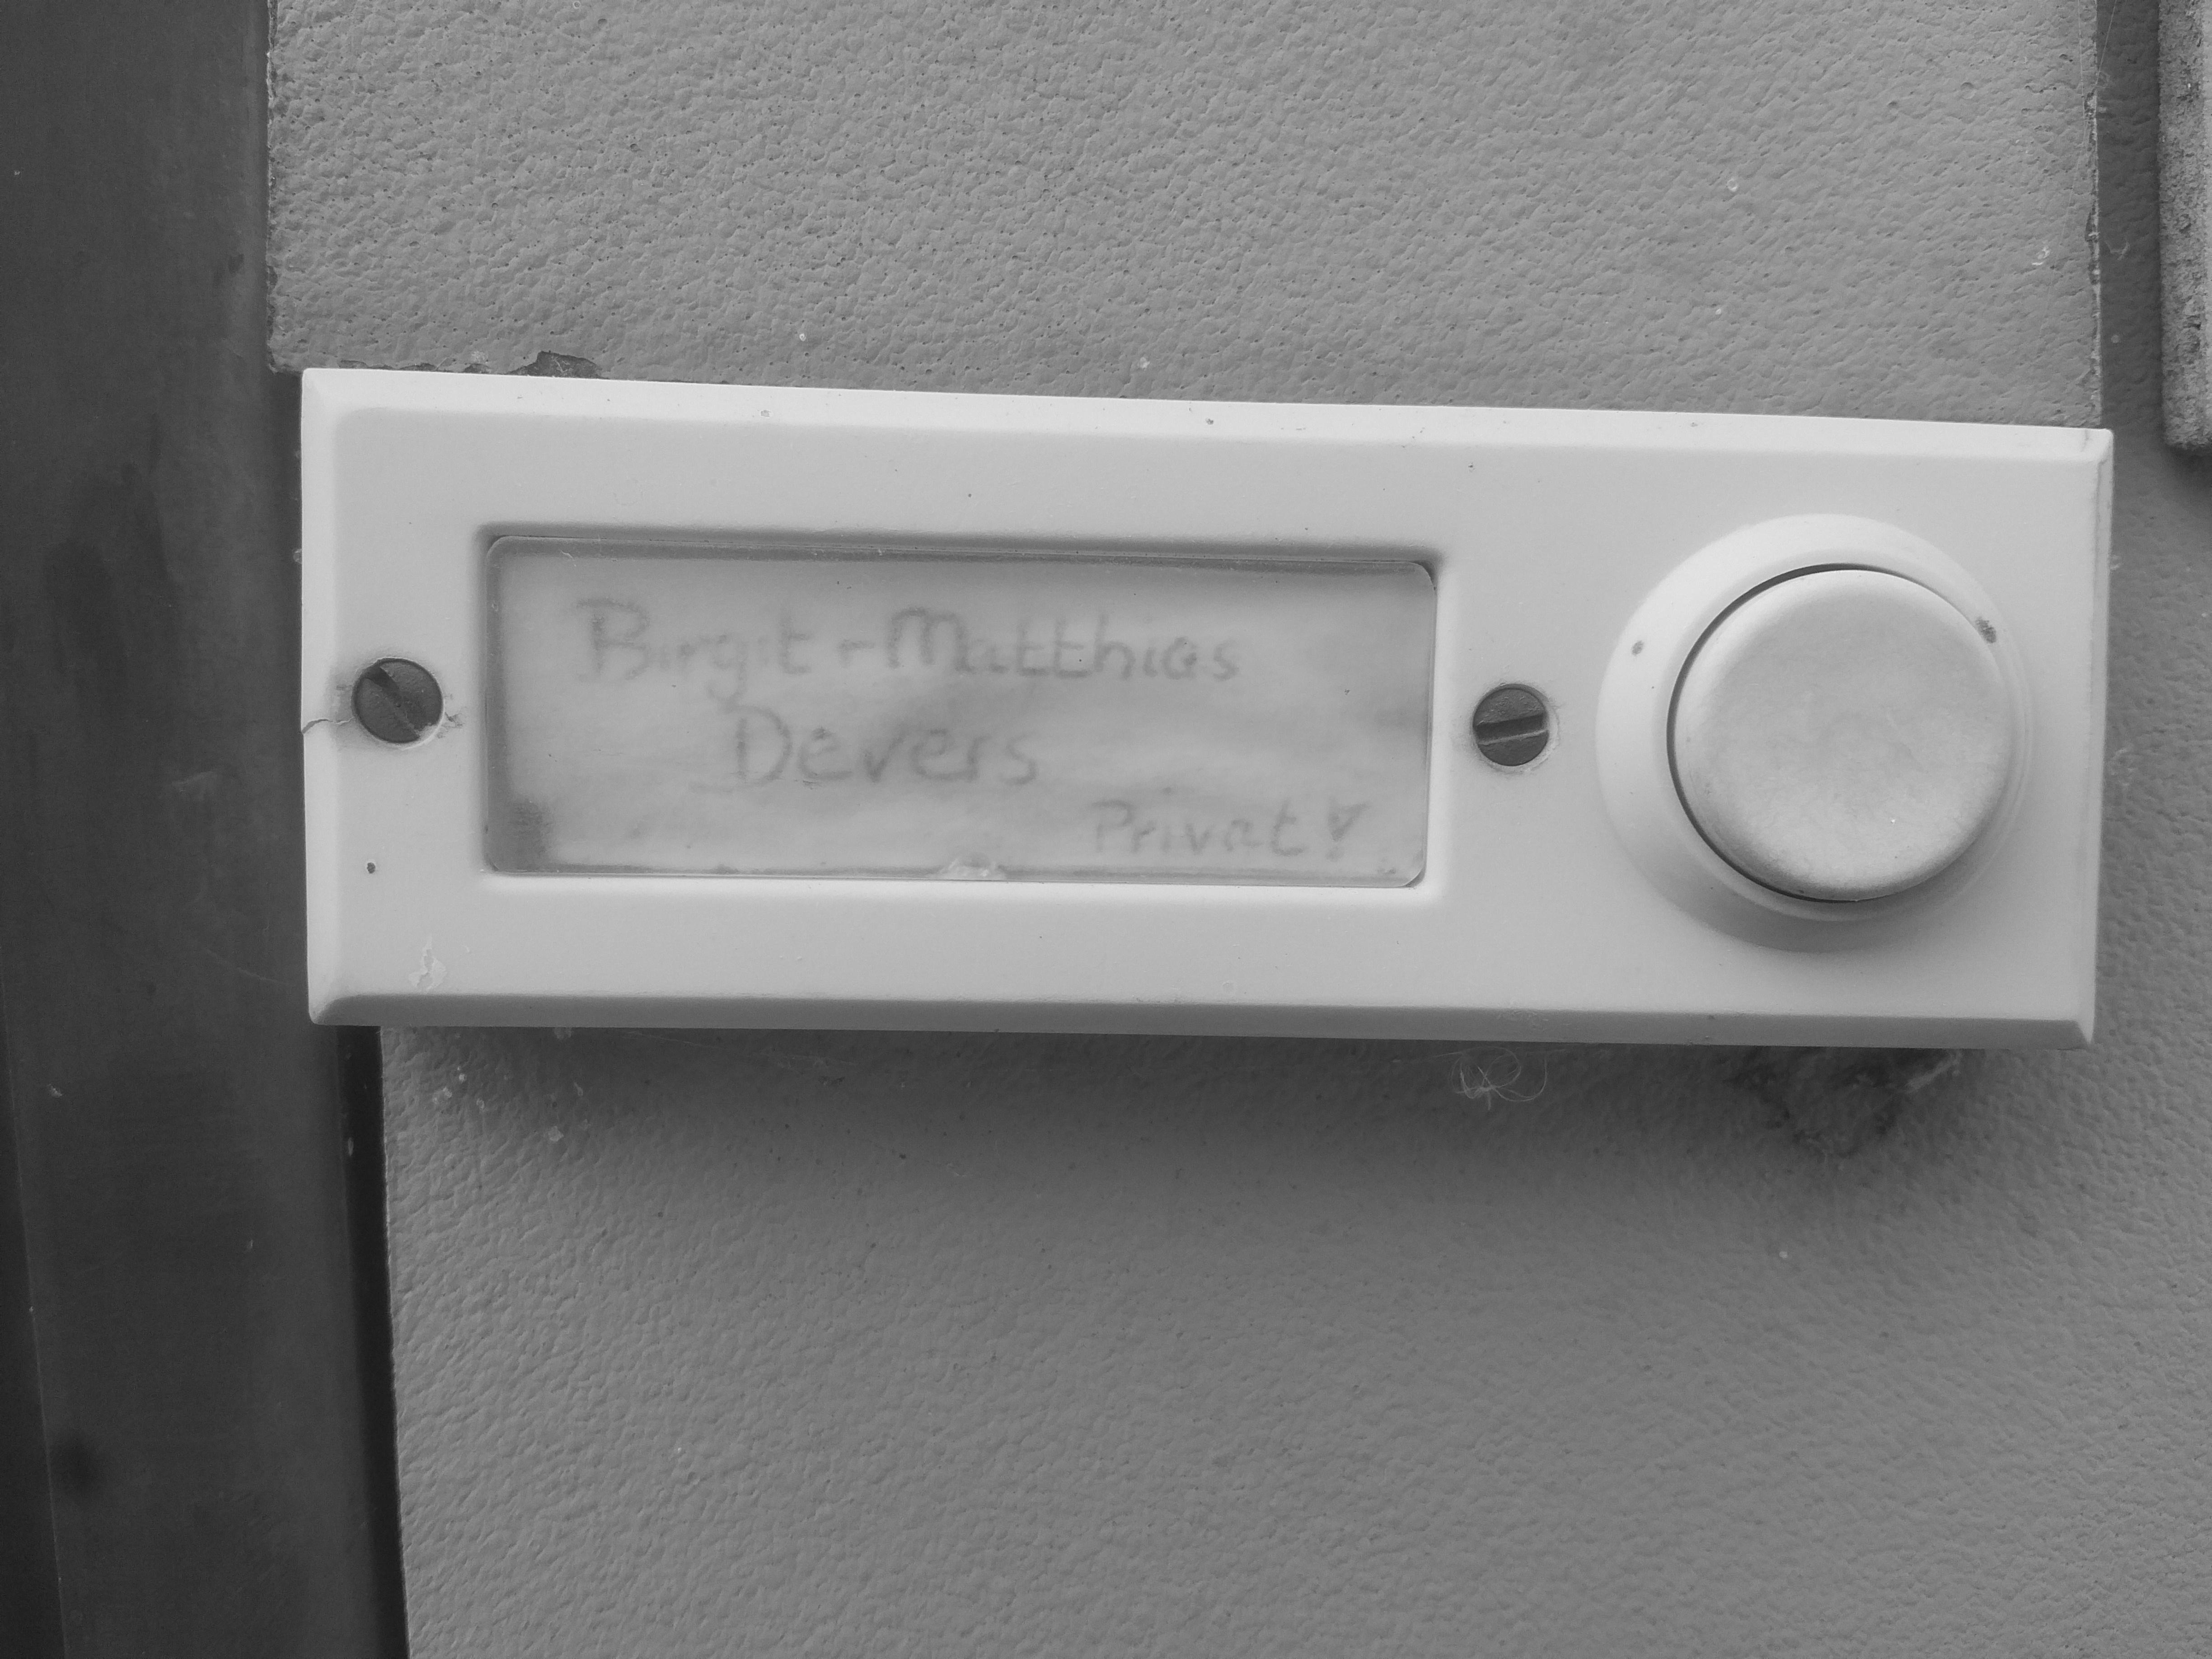 Birgit + Matthias
Devers
Privat!